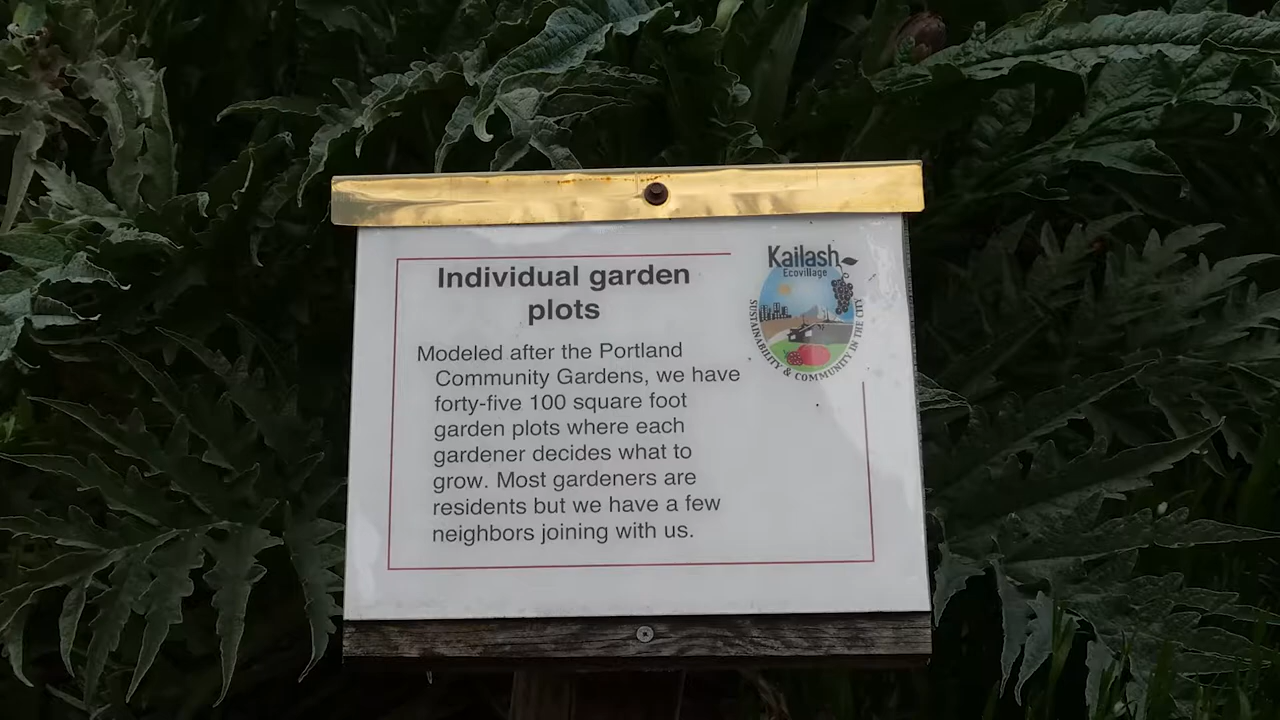 Individual garden
plots
Kailash
Ecovillage
SUSTAINABILITY & COMMUNITY IN THE CITY
Modeled after the Portland
Community Gardens, we have
forty-five 100 square foot
garden plots where each
gardener decides what to
grow. Most gardeners are
residents but we have a few
neighbors joining with us.